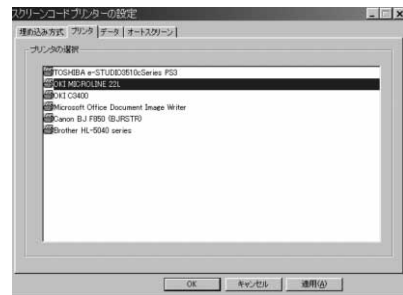 スクリーンコードプリンターの設定
埋め込み方式 プリンタ データ オートスクリーン
プリンタの選択
TOSHIBA e-STUDIO3510cSeries PS3
OKI MICROLINE 22L
OKI C3400
Microsoft Office Document Image Writer
Canon BJ F850 (BJRSTR)
Brother HL-5040 series
OK キャンセル 適用(A)